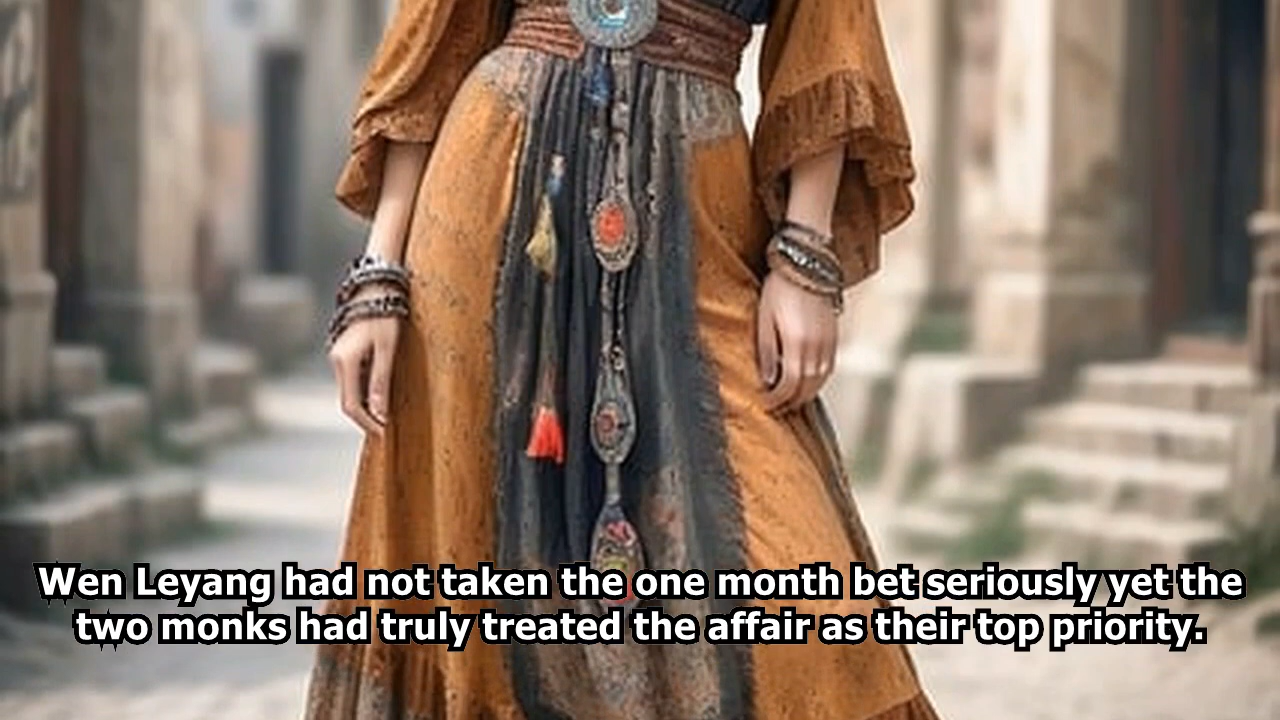 Wen Leyang had not taken the one month bet seriously yet the
two monks had truly treated the affair as their top priority.